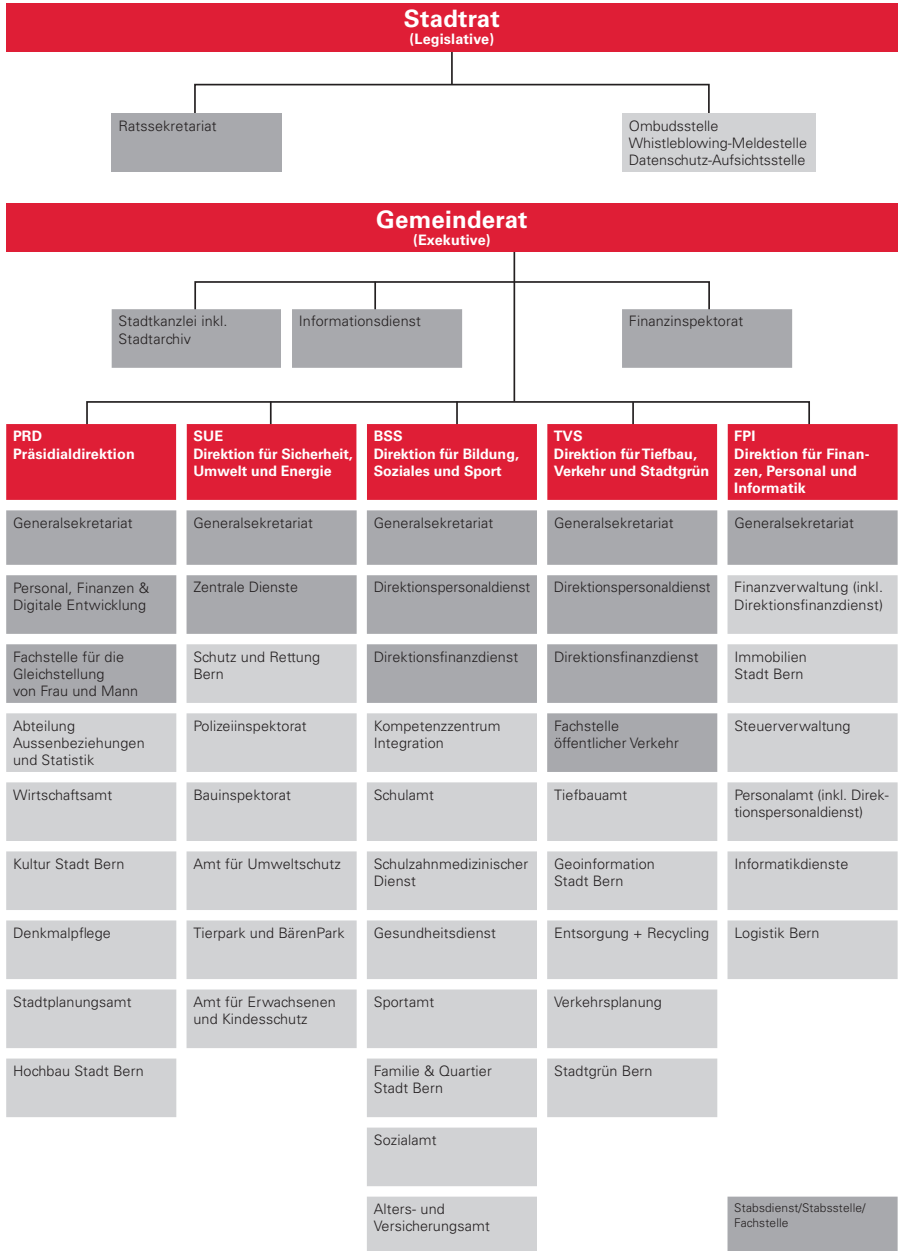 Stadtrat
(Legislative)
Ratssekretariat
Ombudsstelle
Whistleblowing-Meldestelle
Datenschutz-Aufsichtsstelle
Gemeinderat
(Exekutive)
Stadtkanzlei inkl.
Stadtarchiv
Informationsdienst
Finanzinspektorat
PRD
Präsidialdirektion
Generalsekretariat
Personal, Finanzen &
Digitale Entwicklung
Fachstelle für die
Gleichstellung
von Frau und Mann
Abteilung
Aussenbeziehungen
und Statistik
Wirtschaftsamt
Kultur Stadt Bern
Denkmalpflege
Stadtplanungsamt
Hochbau Stadt Bern
SUE
Direktion für Sicherheit,
Umwelt und Energie
Generalsekretariat
Zentrale Dienste
Schutz und Rettung
Bern
Polizeiinspektorat
Bauinspektorat
Amt für Umweltschutz
Tierpark und BärenPark
Amt für Erwachsenen
und Kindesschutz
BSS
Direktion für Bildung,
Soziales und Sport
Generalsekretariat
Direktionspersonaldienst
Direktionsfinanzdienst
Kompetenzzentrum
Integration
Schulamt
Schulzahnmedizinischer
Dienst
Gesundheitsdienst
Sportamt
Familie & Quartier
Stadt Bern
Sozialamt
Alters- und
Versicherungsamt
TVS
Direktion für Tiefbau,
Verkehr und Stadtgrün
Generalsekretariat
Direktionspersonaldienst
Direktionsfinanzdienst
Fachstelle
öffentlicher Verkehr
Tiefbauamt
Geoinformation
Stadt Bern
Entsorgung + Recycling
Verkehrsplanung
Stadtgrün Bern
FPI
Direktion für Finan-
zen, Personal und
Informatik
Generalsekretariat
Finanzverwaltung (inkl.
Direktionsfinanzdienst)
Immobilien
Stadt Bern
Steuerverwaltung
Personalamt (inkl. Direk-
tionspersonaldienst)
Informatikdienste
Logistik Bern
Stabsdienst/Stabsstelle/
Fachstelle